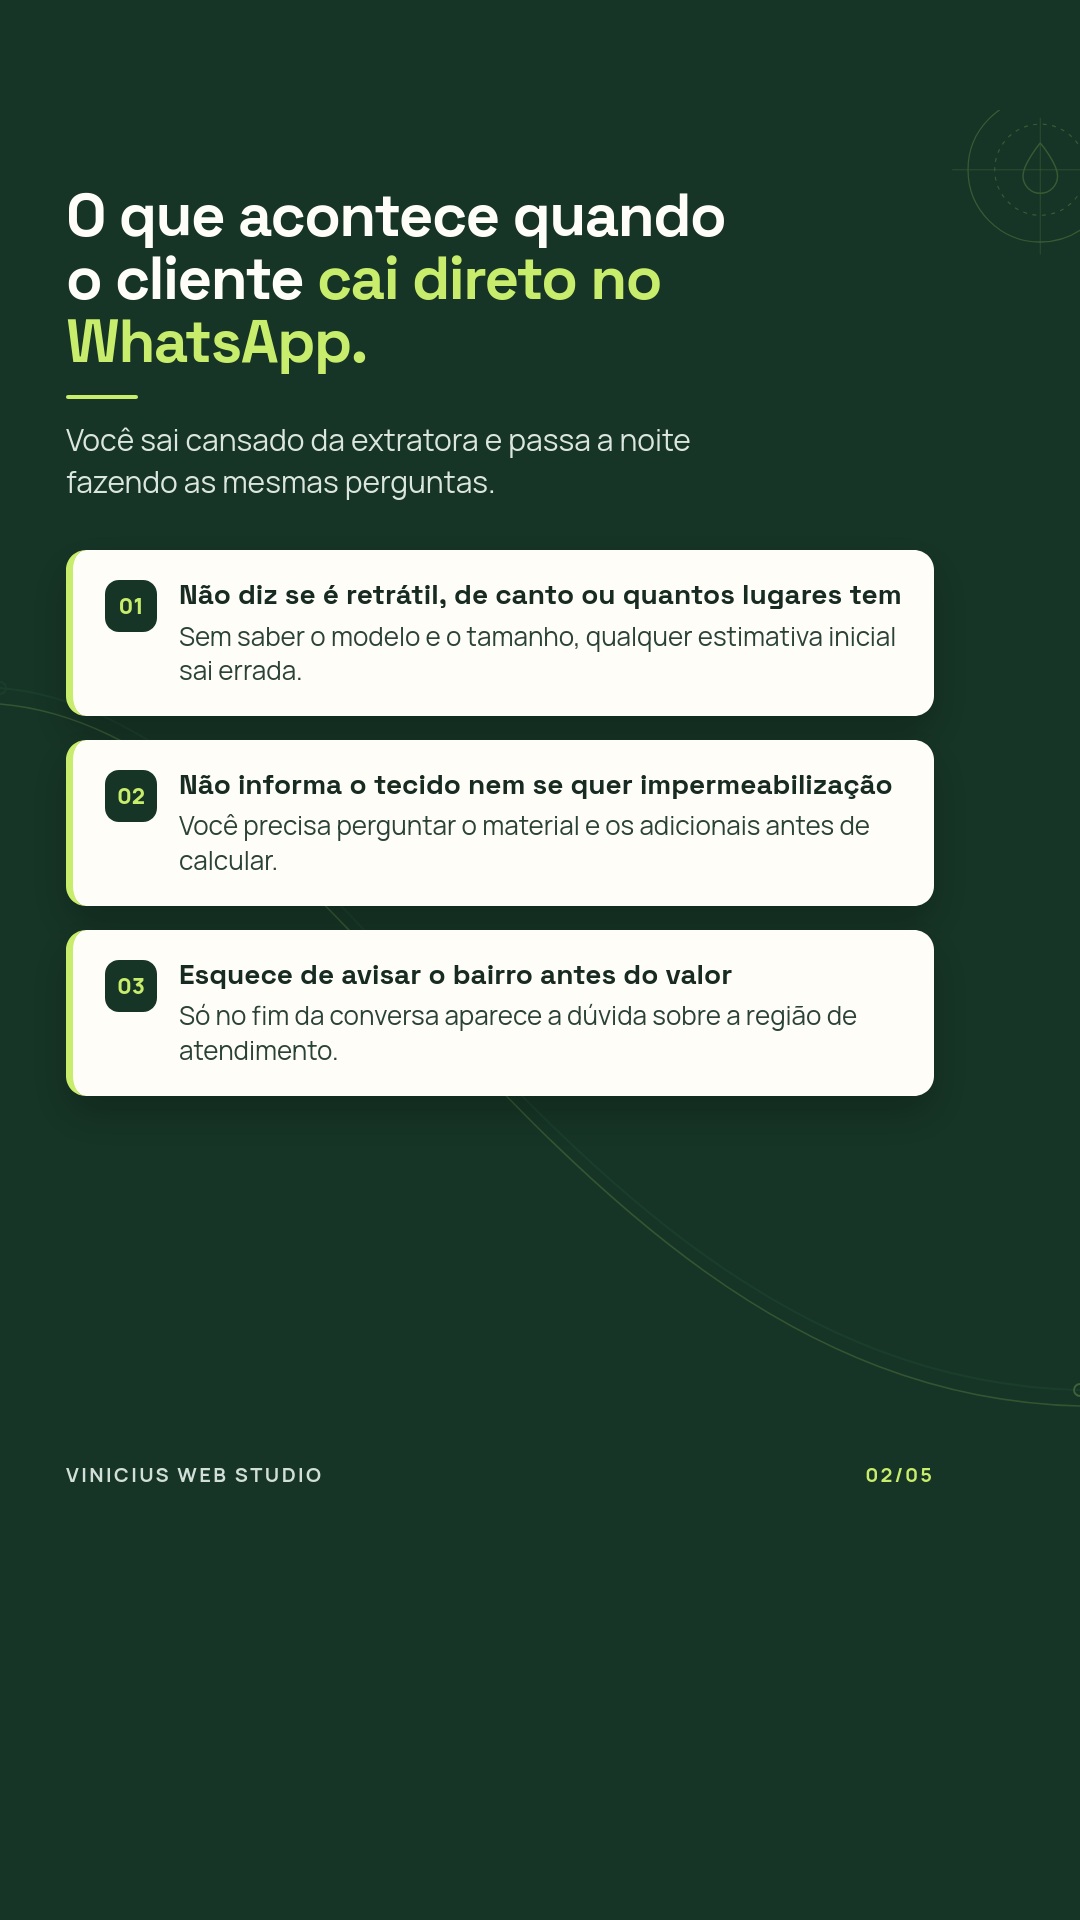 O que acontece quando
o cliente cai direto no
WhatsApp.
Você sai cansado da extratora e passa a noite
fazendo as mesmas perguntas.
01
Não diz se é retrátil, de canto ou quantos lugares tem
Sem saber o modelo e o tamanho, qualquer estimativa inicial
sai errada.
02
Não informa o tecido nem se quer impermeabilização
Você precisa perguntar o material e os adicionais antes de
calcular.
03
Esquece de avisar o bairro antes do valor
Só no fim da conversa aparece a dúvida sobre a região de
atendimento.
VINICIUS WEB STUDIO
02/05